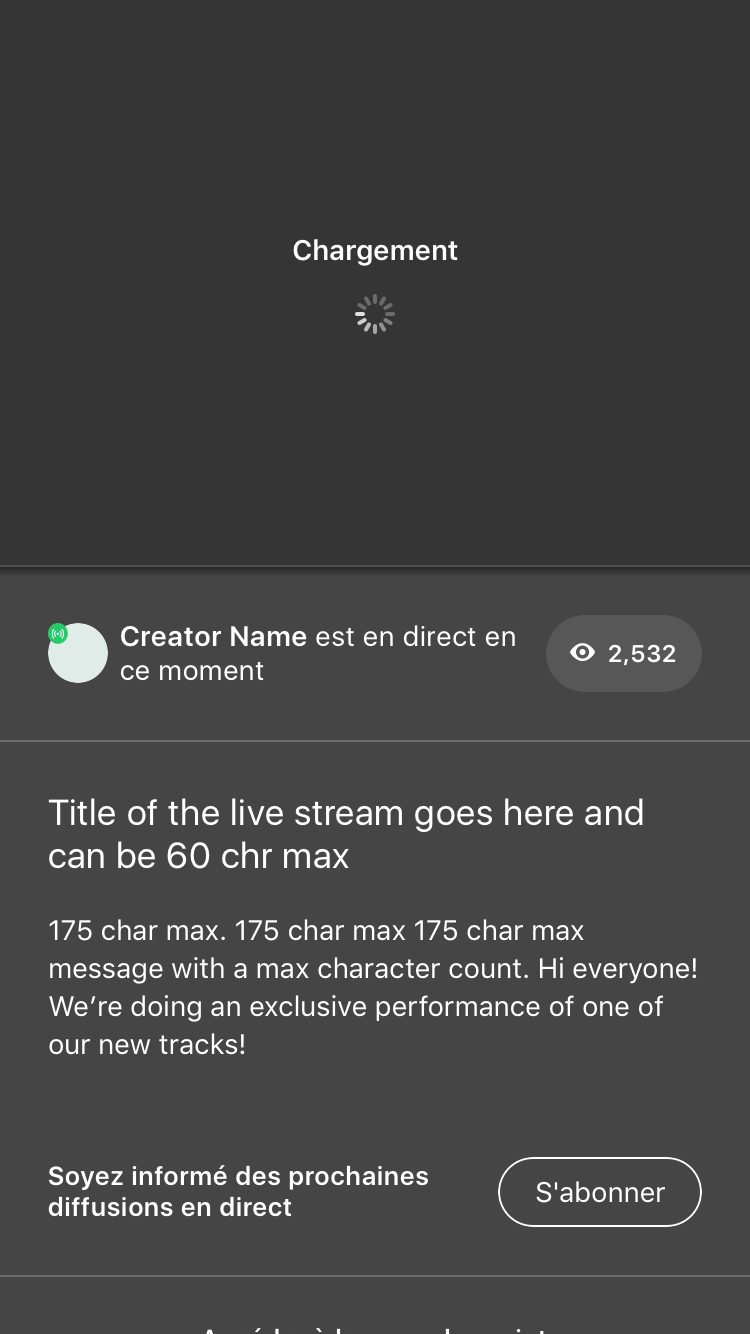 Chargement
Creator Name est en direct en
ce moment
2,532
Title of the live stream goes here and
can be 60 chr max
175 char max. 175 char max 175 char max
message with a max character count. Hi everyone!
We’re doing an exclusive performance of one of
our new tracks!
Soyez informé des prochaines
diffusions en direct
S'abonner